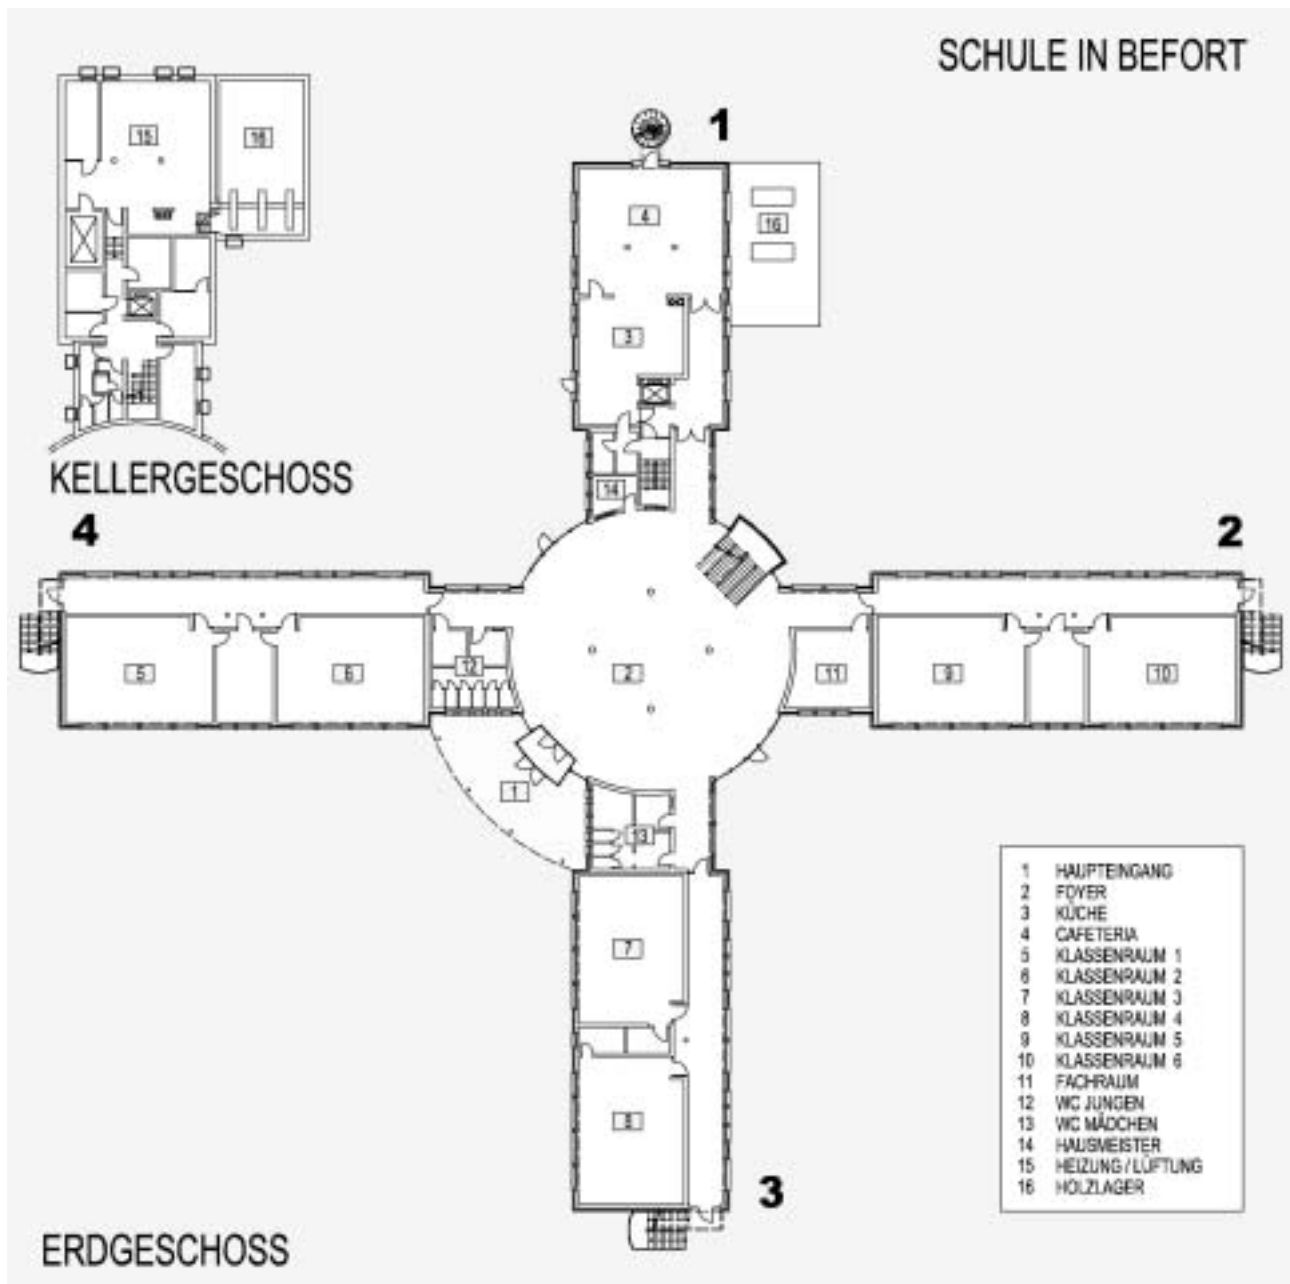 SCHULE IN BEFORT
1
15
16
4
16
3
KELLERGESCHOSS
14
4
2
5
6
12
2
11
9
10
1
13
7
8
3
1 HAUPTEINGANG
2 FOYER
3 KÜCHE
4 CAFETERIA
5 KLASSENRAUM 1
6 KLASSENRAUM 2
7 KLASSENRAUM 3
8 KLASSENRAUM 4
9 KLASSENRAUM 5
10 KLASSENRAUM 6
11 FACHRAUM
12 WC JUNGEN
13 WC MÄDCHEN
14 HAUSMEISTER
15 HEIZUNG / LÜFTUNG
16 HOLZLAGER
ERDGESCHOSS